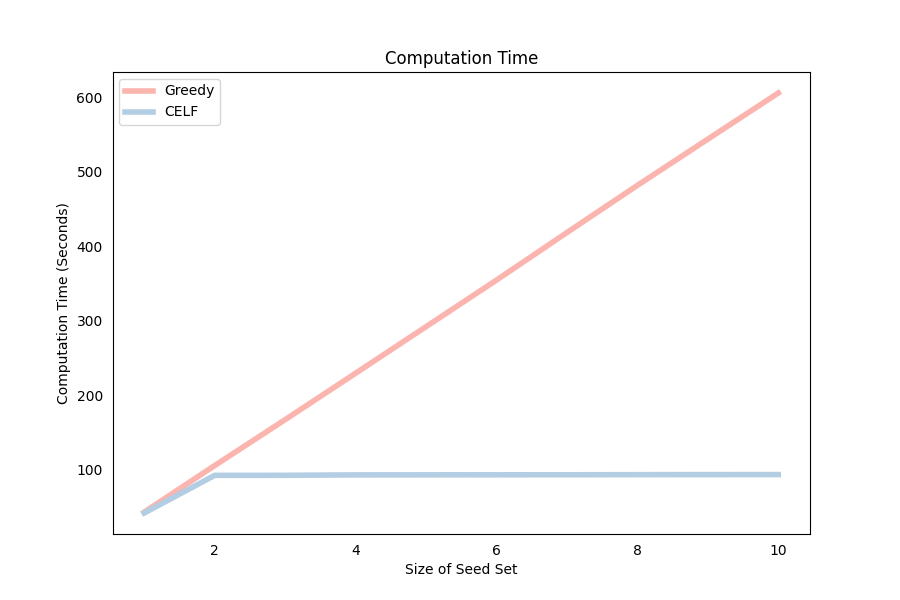 Computation Time
Greedy
CELF
600
500
400
300
200
100
Computation Time (Seconds)
2 4 6 8 10
Size of Seed Set